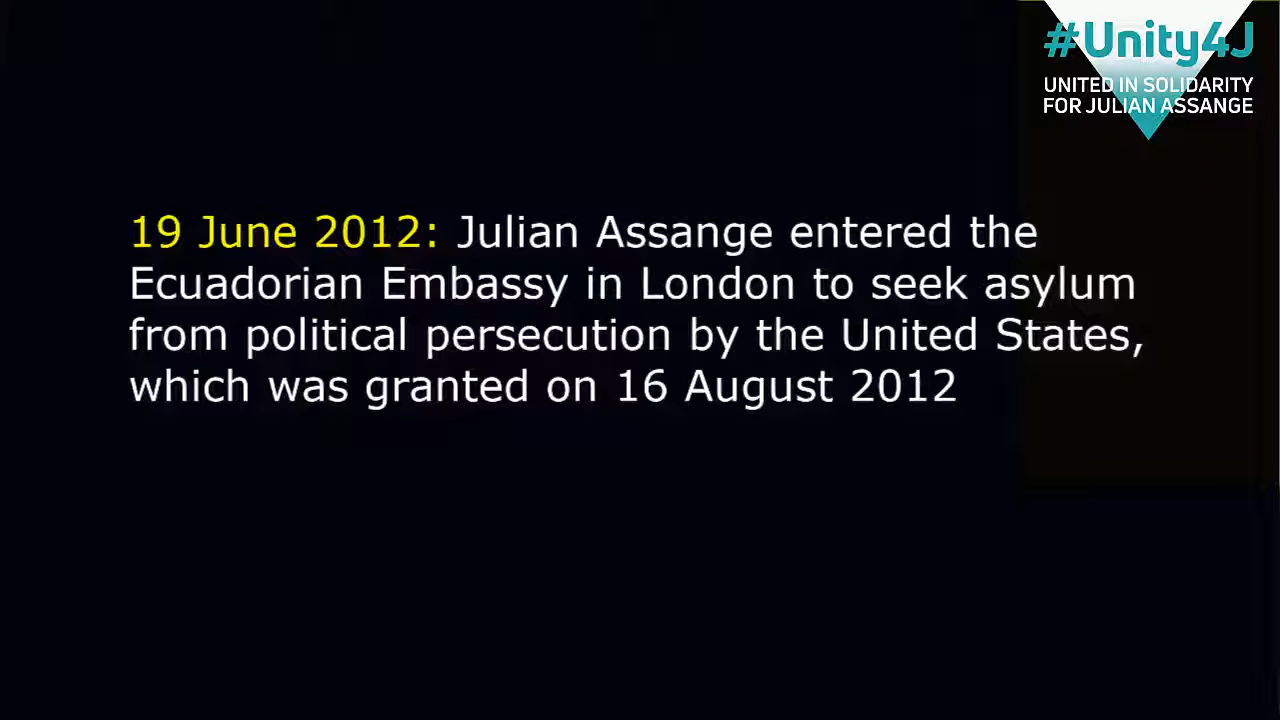 #Unity4J
UNITED IN SOLIDARITY
FOR JULIAN ASSANGE
19 June 2012: Julian Assange entered the
Ecuadorian Embassy in London to seek asylum
from political persecution by the United States,
which was granted on 16 August 2012